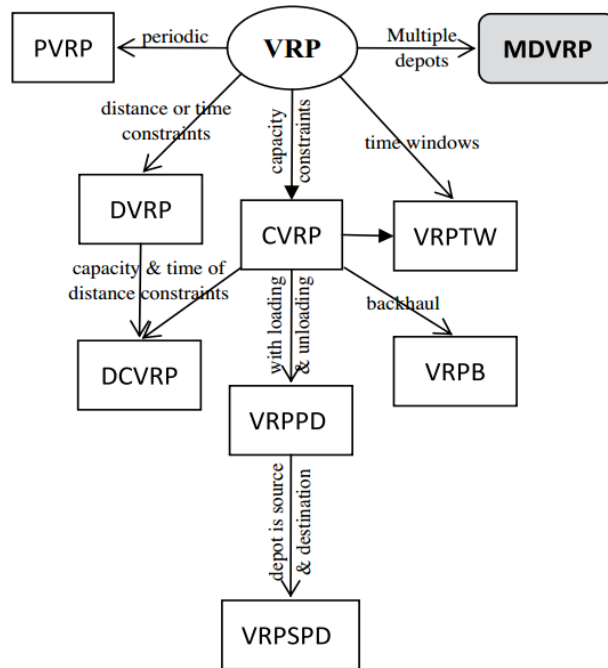 PVRP
periodic
VRP
Multiple
depots
MDVRP
distance or time
constraints
capacity
constraints
time windows
DVRP
CVRP
VRPTW
capacity & time of
distance constraints
with loading
& unloading
backhaul
DCVRP
VRPPD
VRPB
depot is source
& destination
VRPSPD